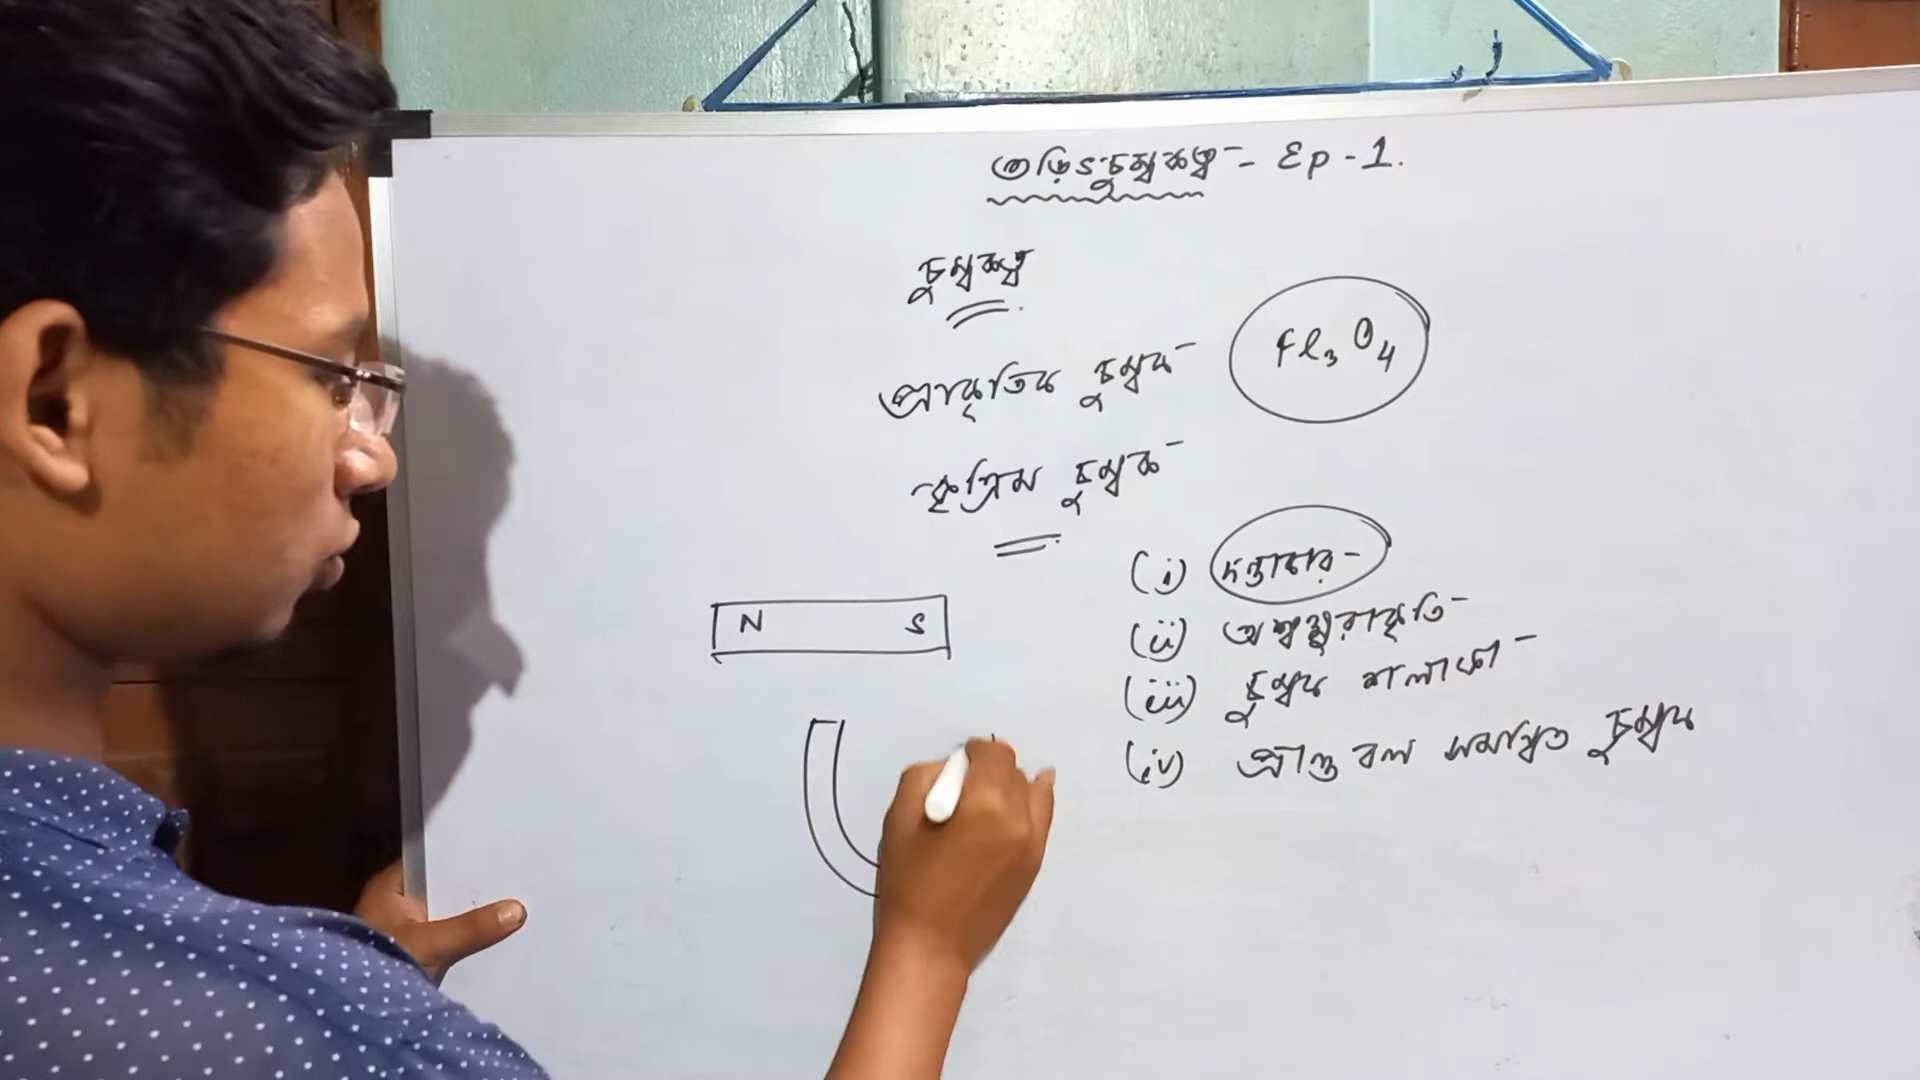 তড়িৎচুম্বকত্ব - Ep - 1.
চুম্বকত্ব
প্রাকৃতিক চুম্বক - Fe₃O₄
কৃত্রিম চুম্বক -
(i) দন্ডাকার -
(ii) অশ্বক্ষুরাকৃতি -
(iii) চুম্বক শলাকা -
(iv) প্রান্ত বল সমন্বিত চুম্বক
N S